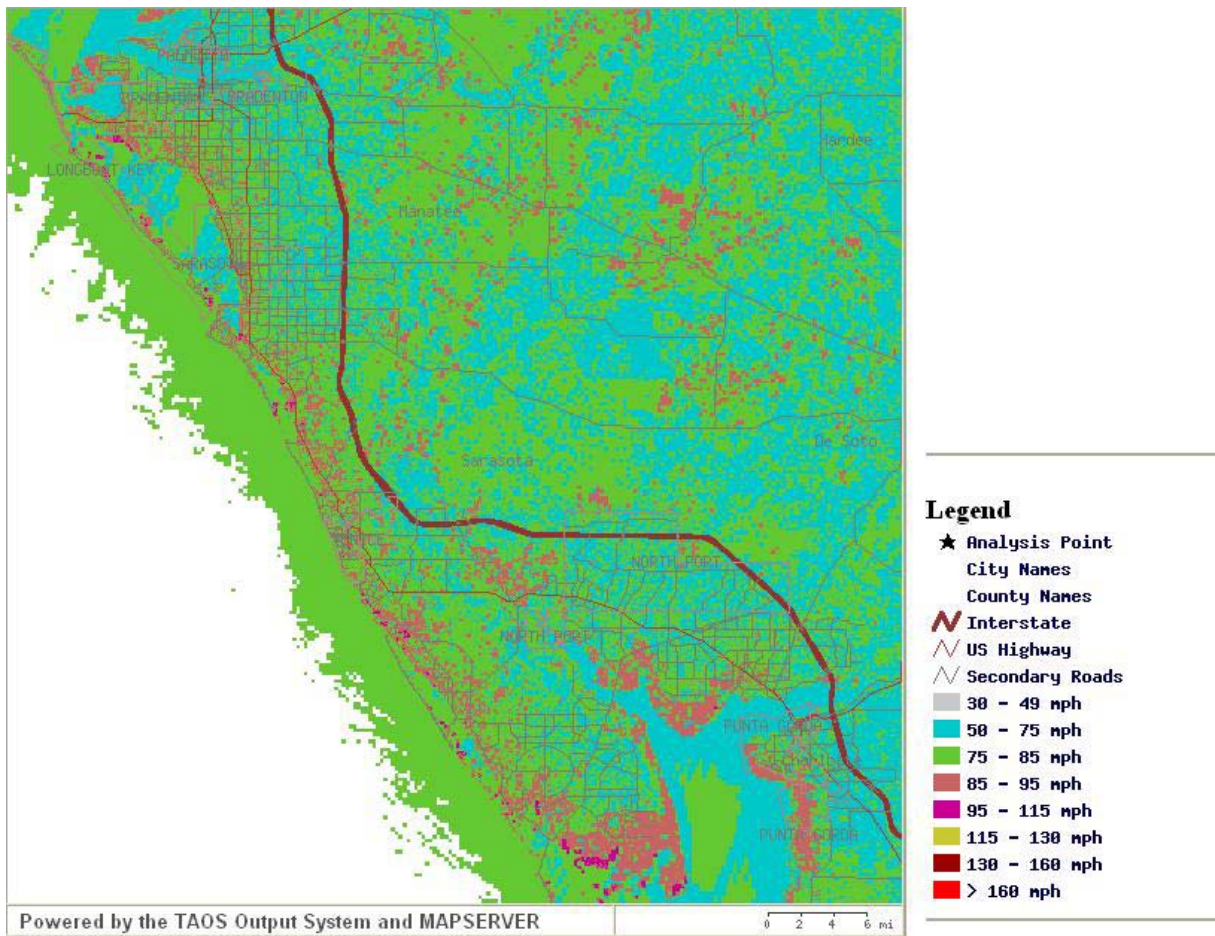 PALMETTO
BRADENTON
BRADENTON
LONGBOAT KEY
Hardee
Manatee
SARASOTA
De Soto
Sarasota
VENICE
NORTH PORT
NORTH PORT
PUNTA GORDA
Charlotte
PUNTA GORDA
Legend
Analysis Point
City Names
County Names
Interstate
US Highway
Secondary Roads
30 - 49 mph
50 - 75 mph
75 - 85 mph
85 - 95 mph
95 - 115 mph
115 - 130 mph
130 - 160 mph
> 160 mph
Powered by the TAOS Output System and MAPSERVER
0 2 4 6 mi